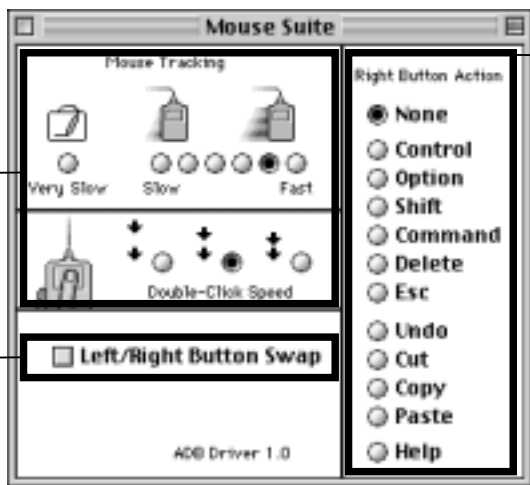 Mouse Suite
Mouse Tracking
Very Slow
Slow
Fast
Double-Click Speed
Left/Right Button Swap
ADB Driver 1.0
Right Button Action
None
Control
Option
Shift
Command
Delete
Esc
Undo
Cut
Copy
Paste
Help